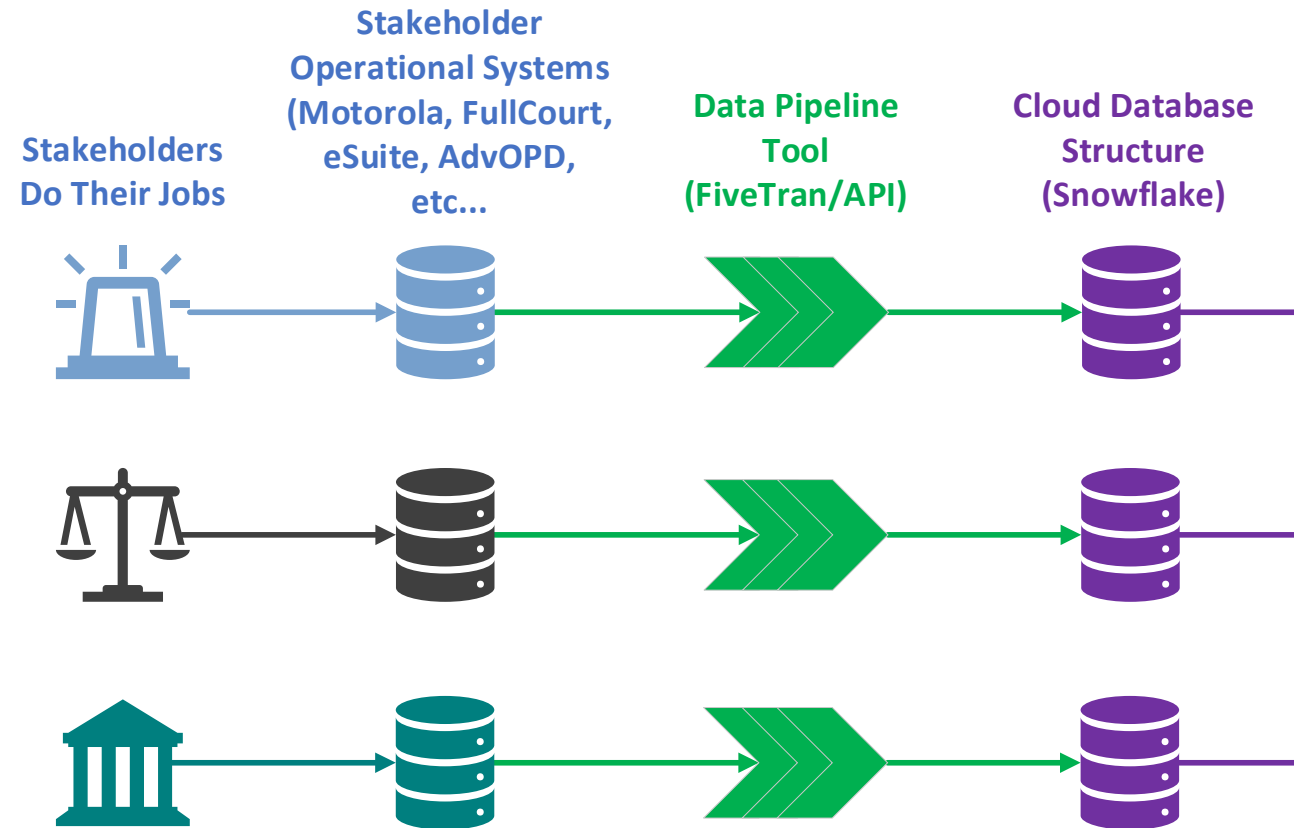 Stakeholders
Do Their Jobs
Stakeholder
Operational Systems
(Motorola, FullCourt,
eSuite, AdvOPD,
etc...
Data Pipeline
Tool
(FiveTran/API)
Cloud Database
Structure
(Snowflake)